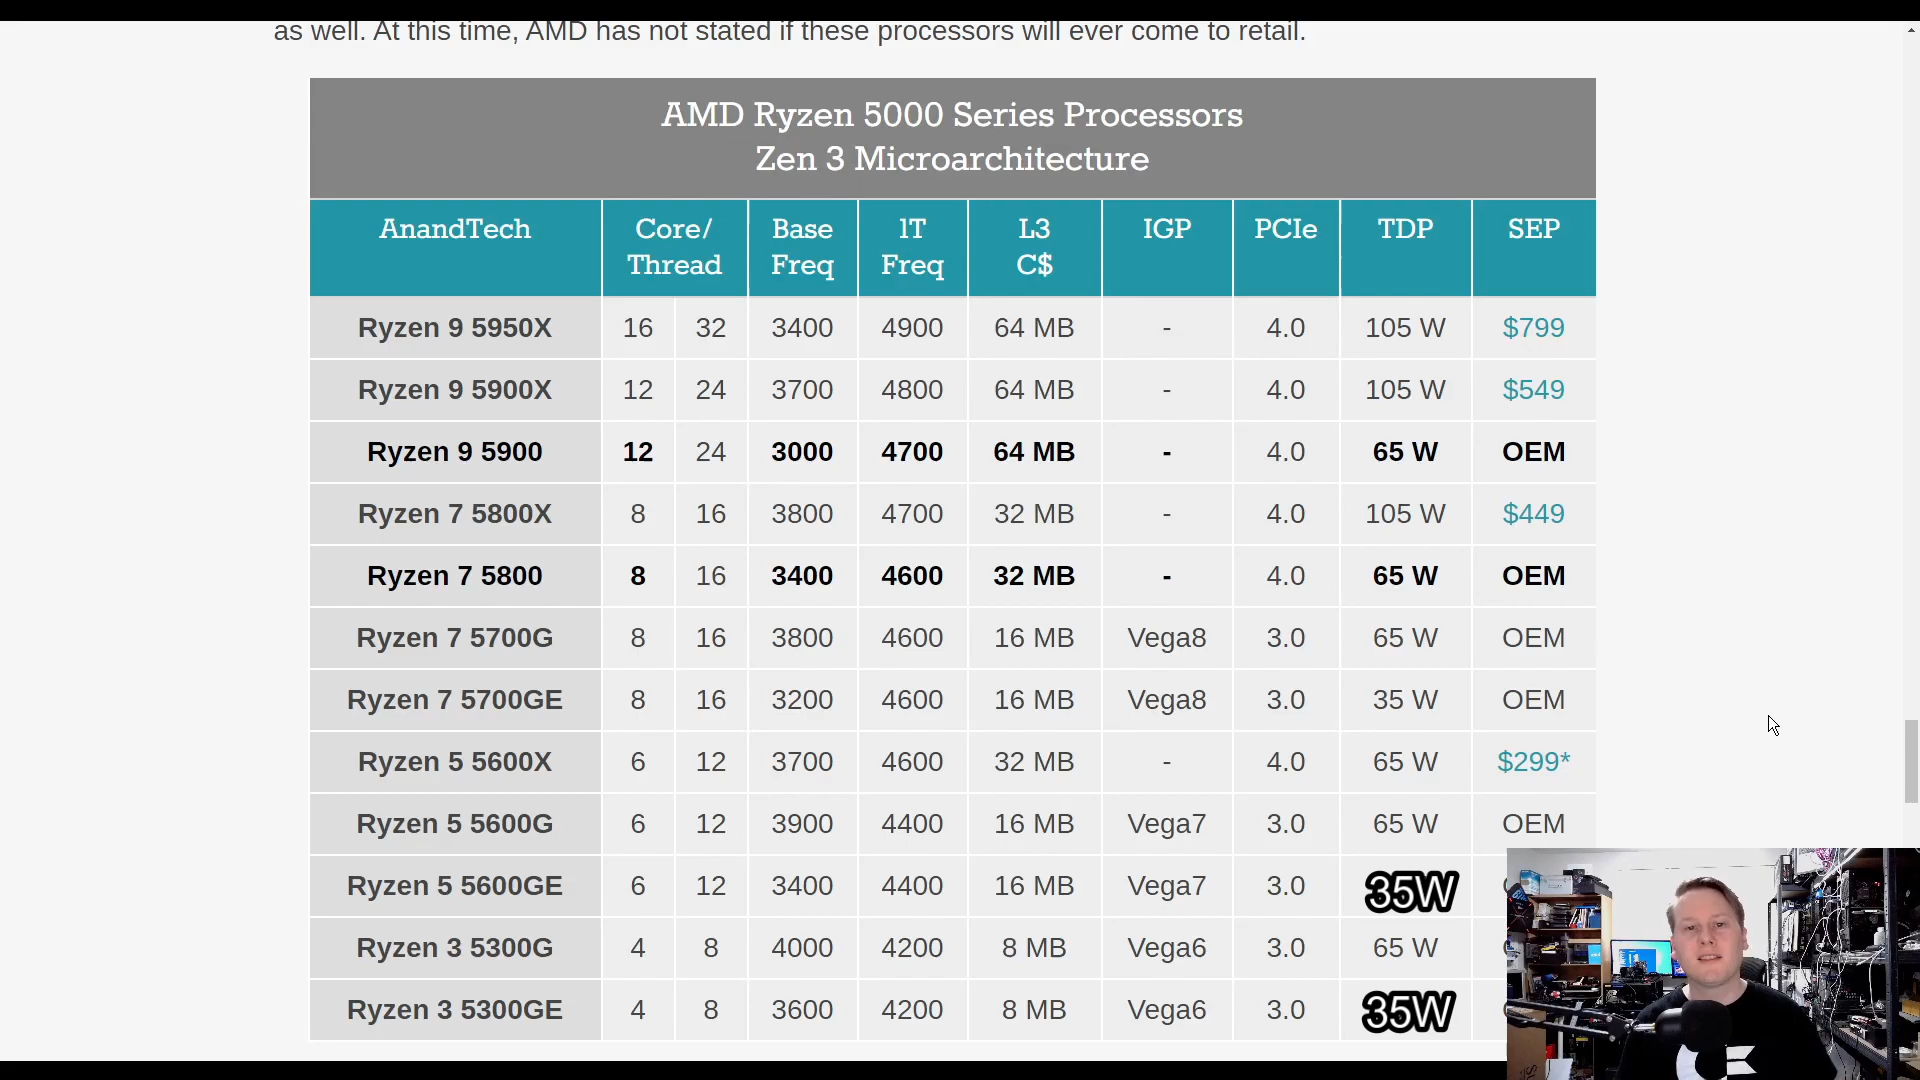 as well. At this time, AMD has not stated if these processors will ever come to retail.
AMD Ryzen 5000 Series Processors
Zen 3 Microarchitecture
AnandTech Core/Thread Base Freq 1T Freq L3 C$ IGP PCIe TDP SEP
Ryzen 9 5950X 16 32 3400 4900 64 MB - 4.0 105 W $799
Ryzen 9 5900X 12 24 3700 4800 64 MB - 4.0 105 W $549
Ryzen 9 5900 12 24 3000 4700 64 MB - 4.0 65 W OEM
Ryzen 7 5800X 8 16 3800 4700 32 MB - 4.0 105 W $449
Ryzen 7 5800 8 16 3400 4600 32 MB - 4.0 65 W OEM
Ryzen 7 5700G 8 16 3800 4600 16 MB Vega8 3.0 65 W OEM
Ryzen 7 5700GE 8 16 3200 4600 16 MB Vega8 3.0 35 W OEM
Ryzen 5 5600X 6 12 3700 4600 32 MB - 4.0 65 W $299*
Ryzen 5 5600G 6 12 3900 4400 16 MB Vega7 3.0 65 W OEM
Ryzen 5 5600GE 6 12 3400 4400 16 MB Vega7 3.0 35W
Ryzen 3 5300G 4 8 4000 4200 8 MB Vega6 3.0 65 W
Ryzen 3 5300GE 4 8 3600 4200 8 MB Vega6 3.0 35W